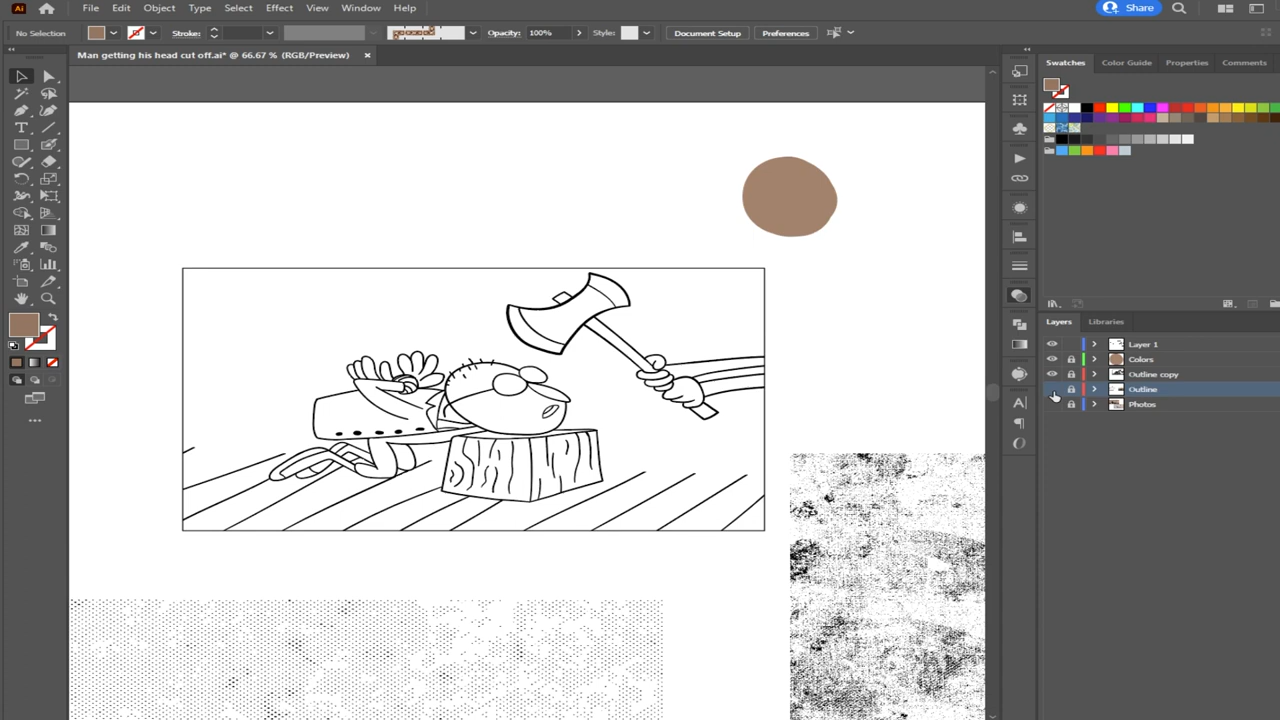 Ai File Edit Object Type Select Effect View Window Help Share
No Selection Stroke: Opacity: 100% Style: Document Setup Preferences
Man getting his head cut off.ai* @ 66.67 % (RGB/Preview)
Swatches Color Guide Properties Comments
Layers Libraries
Layer 1
Colors
Outline copy
Outline
Photos